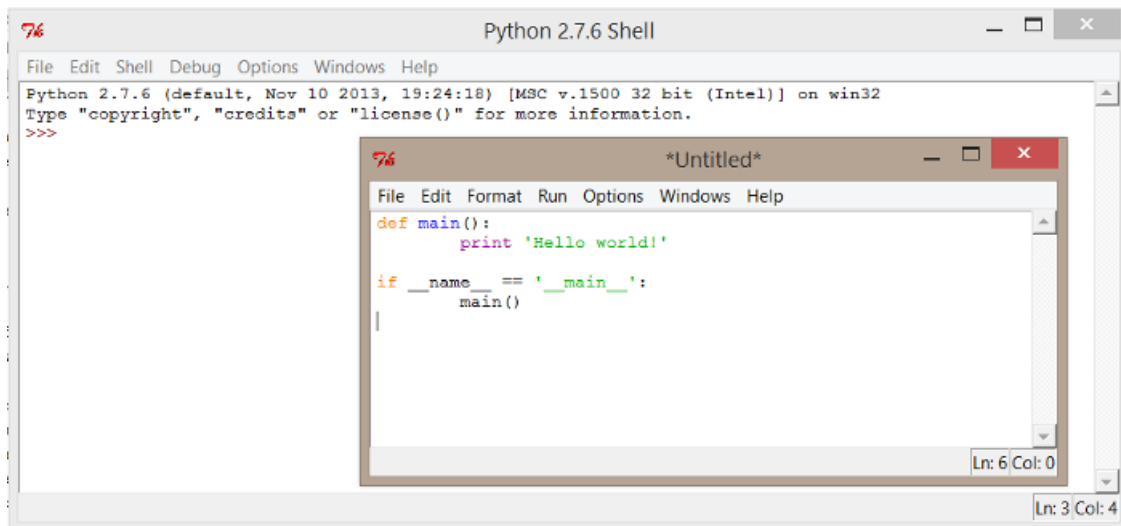 Python 2.7.6 Shell
File Edit Shell Debug Options Windows Help
Python 2.7.6 (default, Nov 10 2013, 19:24:18) [MSC v.1500 32 bit (Intel)] on win32
Type "copyright", "credits" or "license()" for more information.
>>>
*Untitled*
File Edit Format Run Options Windows Help
def main():
        print 'Hello world!'
if __name__ == '__main__':
        main()
Ln: 6 Col: 0
Ln: 3 Col: 4